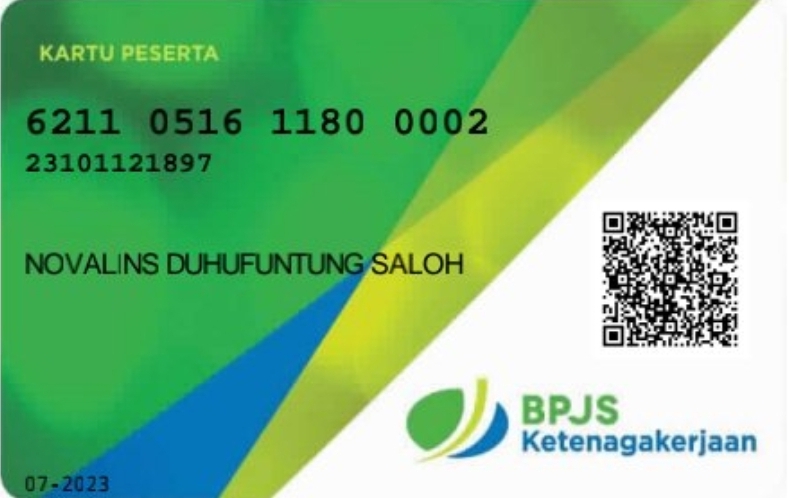 KARTU PESERTA
6211 0516 1180 0002
23101121897
NOVALINS DUHUFUNTUNG SALOH
BPJS
Ketenagakerjaan
07-2023